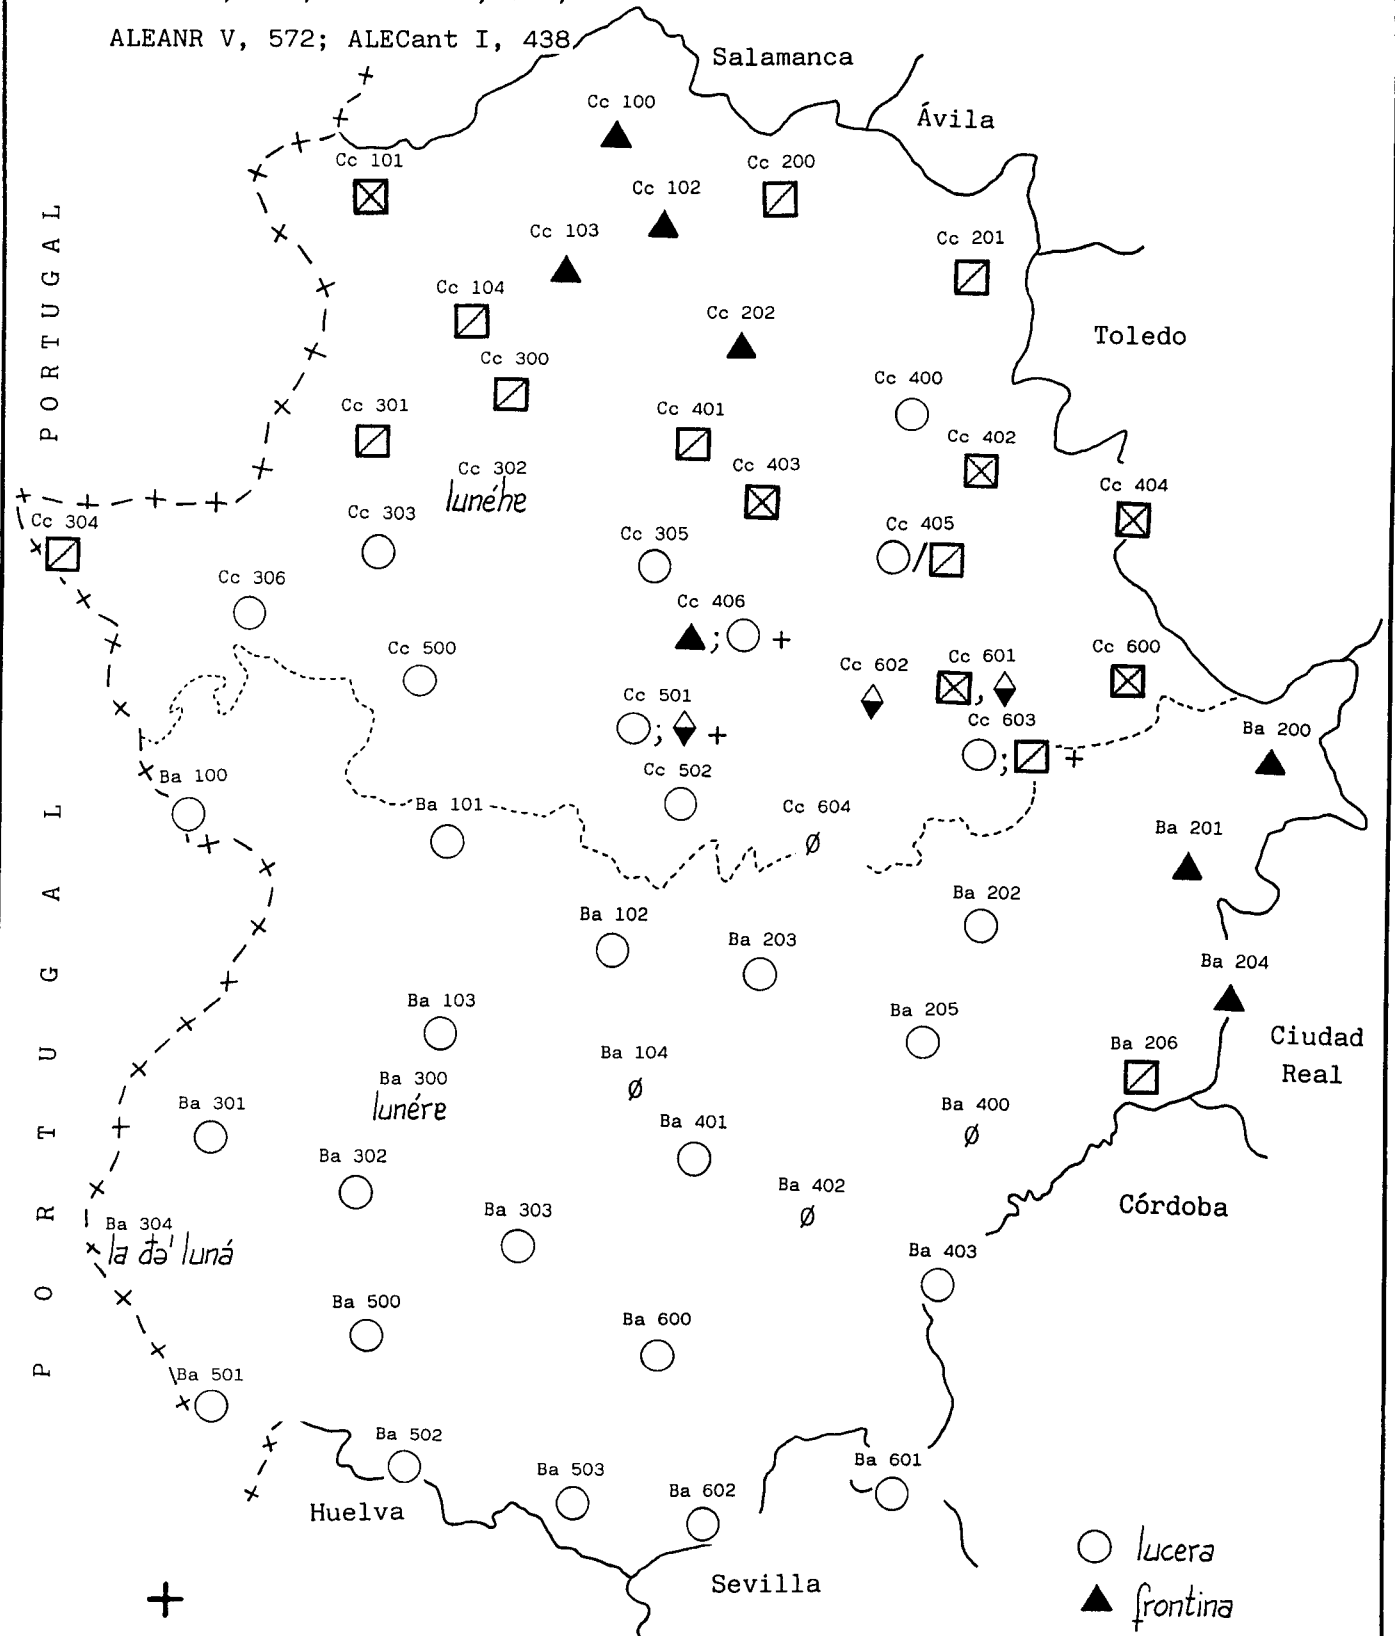 ALEANR V, 572; ALECant I, 438
Salamanca
Cc 100
Ávila
Cc 101
Cc 200
Cc 102
Cc 103
Cc 201
Cc 104
Cc 202
Toledo
Cc 300
Cc 400
Cc 301
Cc 401
Cc 402
Cc 302
lunéhe
Cc 403
Cc 404
PORTUGAL
Cc 304
Cc 303
Cc 305
Cc 405
/
Cc 306
Cc 406
; +
Cc 500
Cc 602
Cc 601
,
Cc 600
Cc 501
; +
Cc 603
; +
Ba 200
Cc 502
Ba 100
Ba 101
Cc 604
ø
Ba 201
Ba 202
Ba 102
Ba 203
Ba 204
Ba 103
Ba 205
Ciudad
Real
Ba 206
Ba 104
ø
Ba 300
lunére
Ba 301
Ba 400
ø
Ba 401
Ba 302
Ba 402
ø
Córdoba
Ba 303
Ba 304
Ba 403
Ba 500
Ba 600
PORTUGAL
Ba 501
Ba 502
Ba 601
Ba 503
Ba 602
Huelva
Sevilla
lucera
frontina